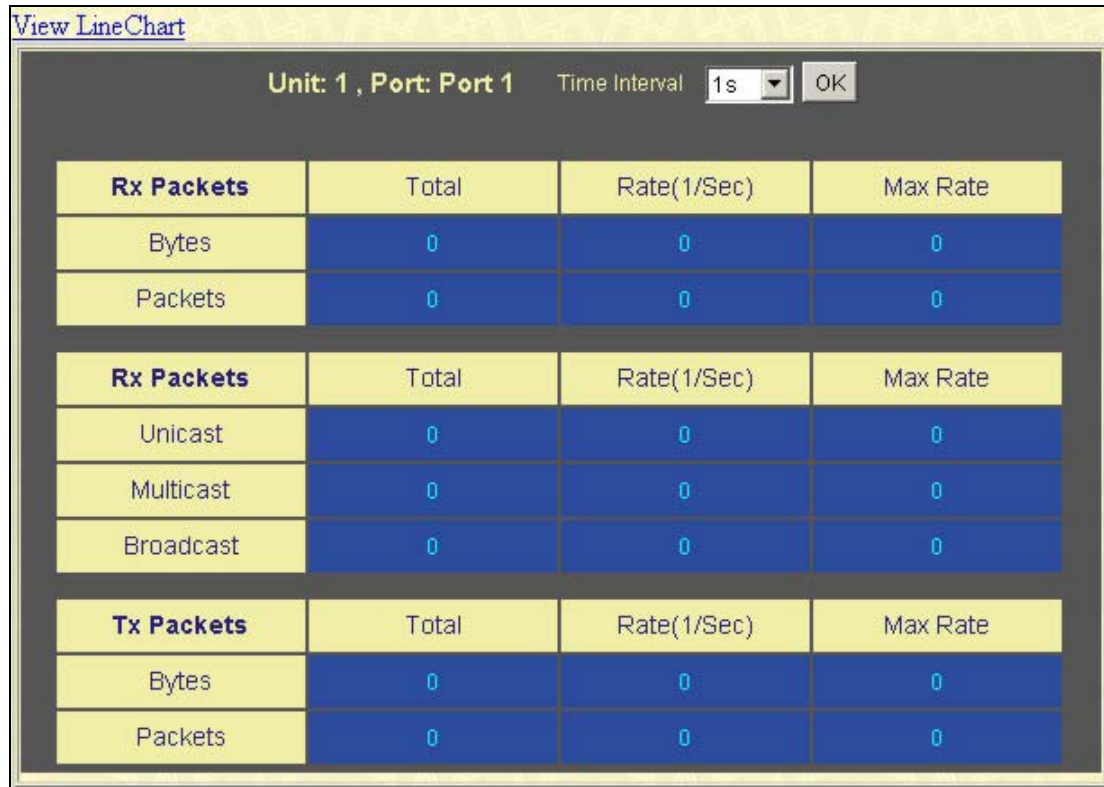 View LineChart
Unit: 1 , Port: Port 1 Time Interval 1s OK
Rx Packets Total Rate(1/Sec) Max Rate
Bytes 0 0 0
Packets 0 0 0
Rx Packets Total Rate(1/Sec) Max Rate
Unicast 0 0 0
Multicast 0 0 0
Broadcast 0 0 0
Tx Packets Total Rate(1/Sec) Max Rate
Bytes 0 0 0
Packets 0 0 0